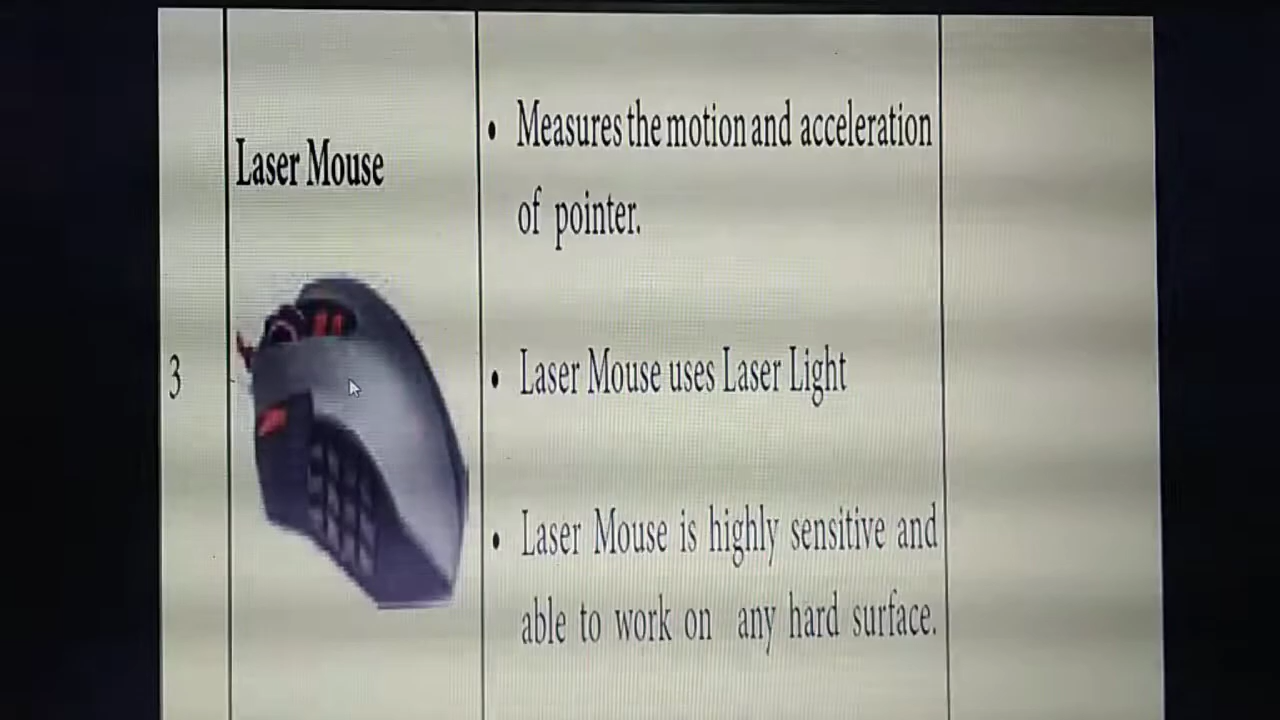 Laser Mouse
3
• Measures the motion and acceleration
of pointer.
• Laser Mouse uses Laser Light
• Laser Mouse is highly sensitive and
able to work on any hard surface.